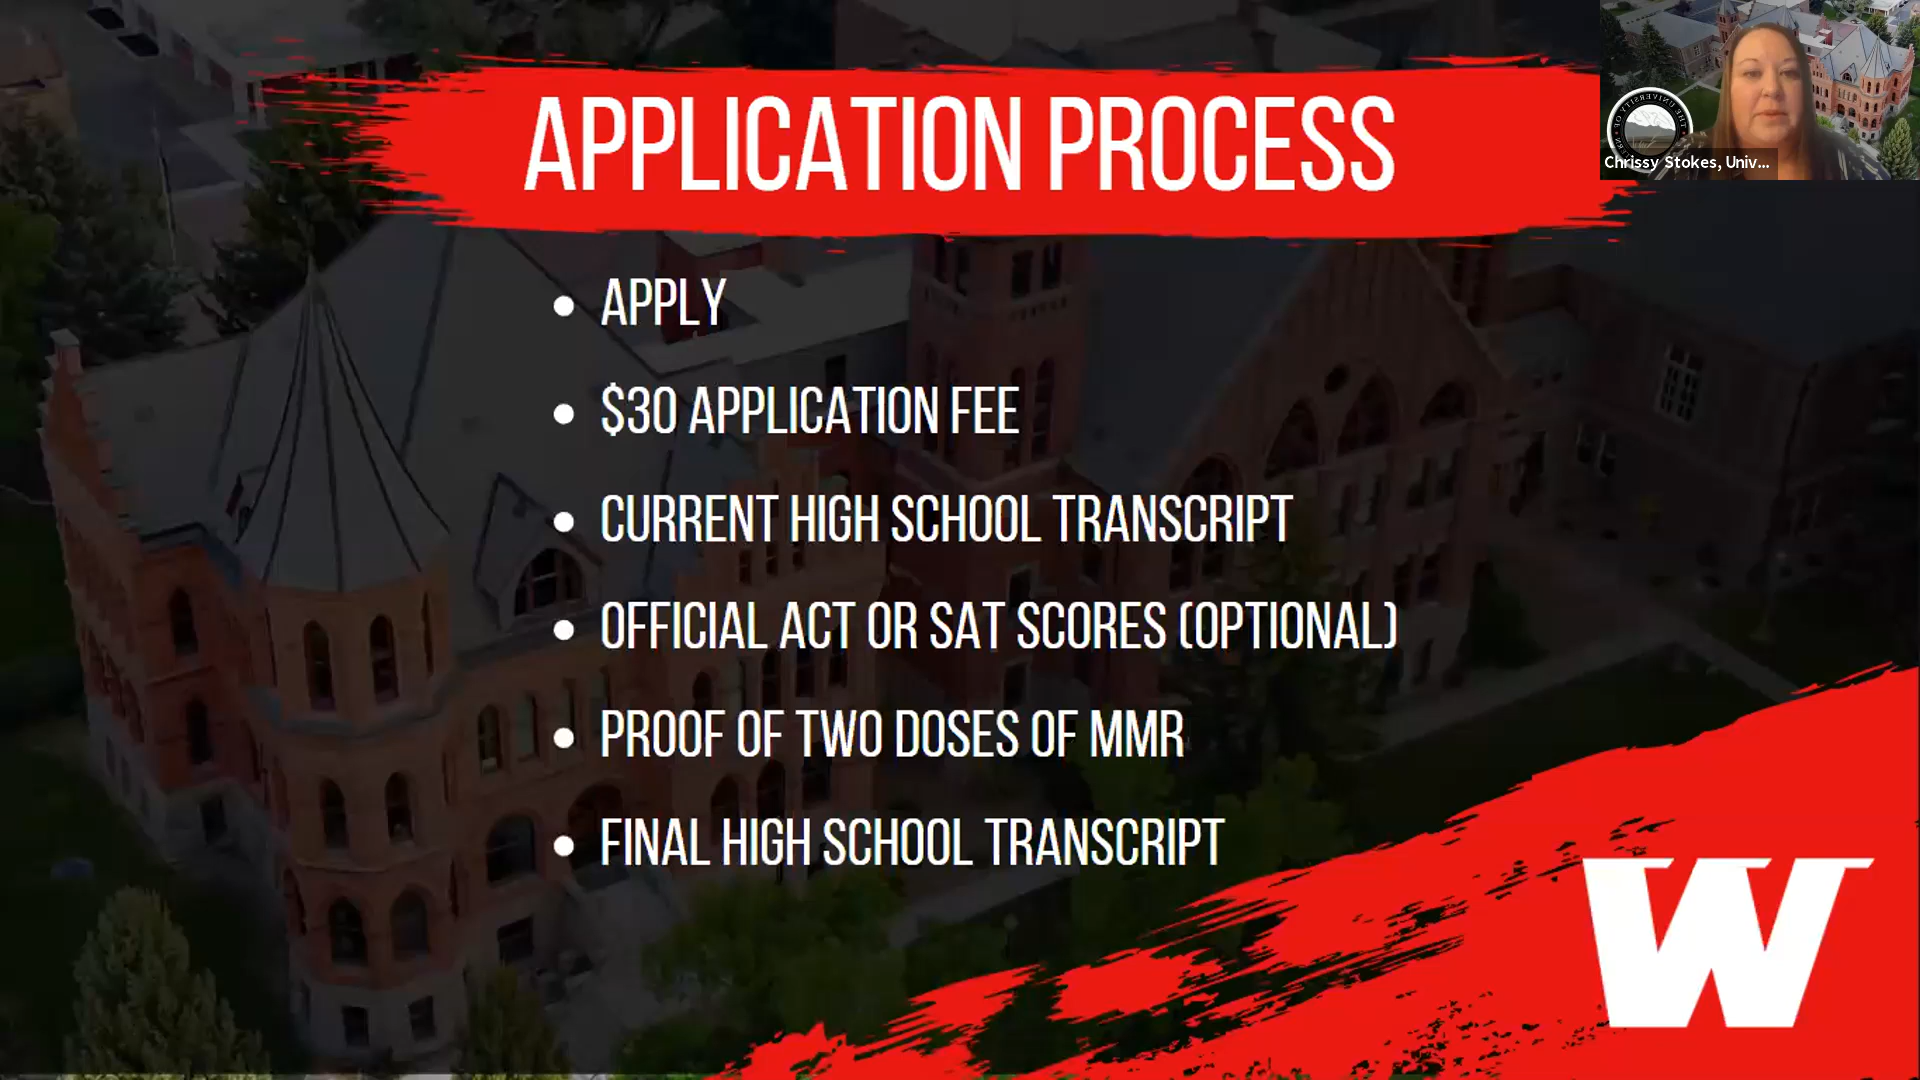 APPLICATION PROCESS
Chrissy Stokes, Univ...
• APPLY
• $30 APPLICATION FEE
• CURRENT HIGH SCHOOL TRANSCRIPT
• OFFICIAL ACT OR SAT SCORES (OPTIONAL)
• PROOF OF TWO DOSES OF MMR
• FINAL HIGH SCHOOL TRANSCRIPT
W